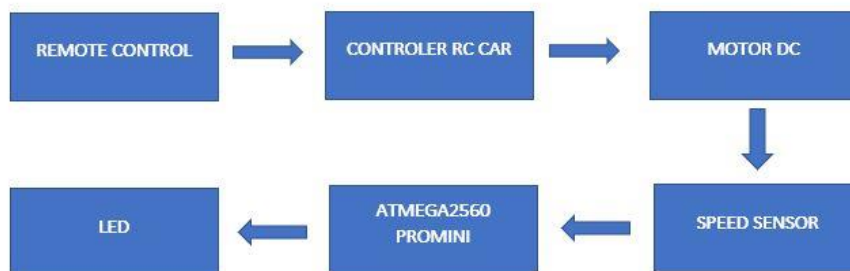 REMOTE CONTROL
CONTROLER RC CAR
MOTOR DC
SPEED SENSOR
ATMEGA2560
PROMINI
LED